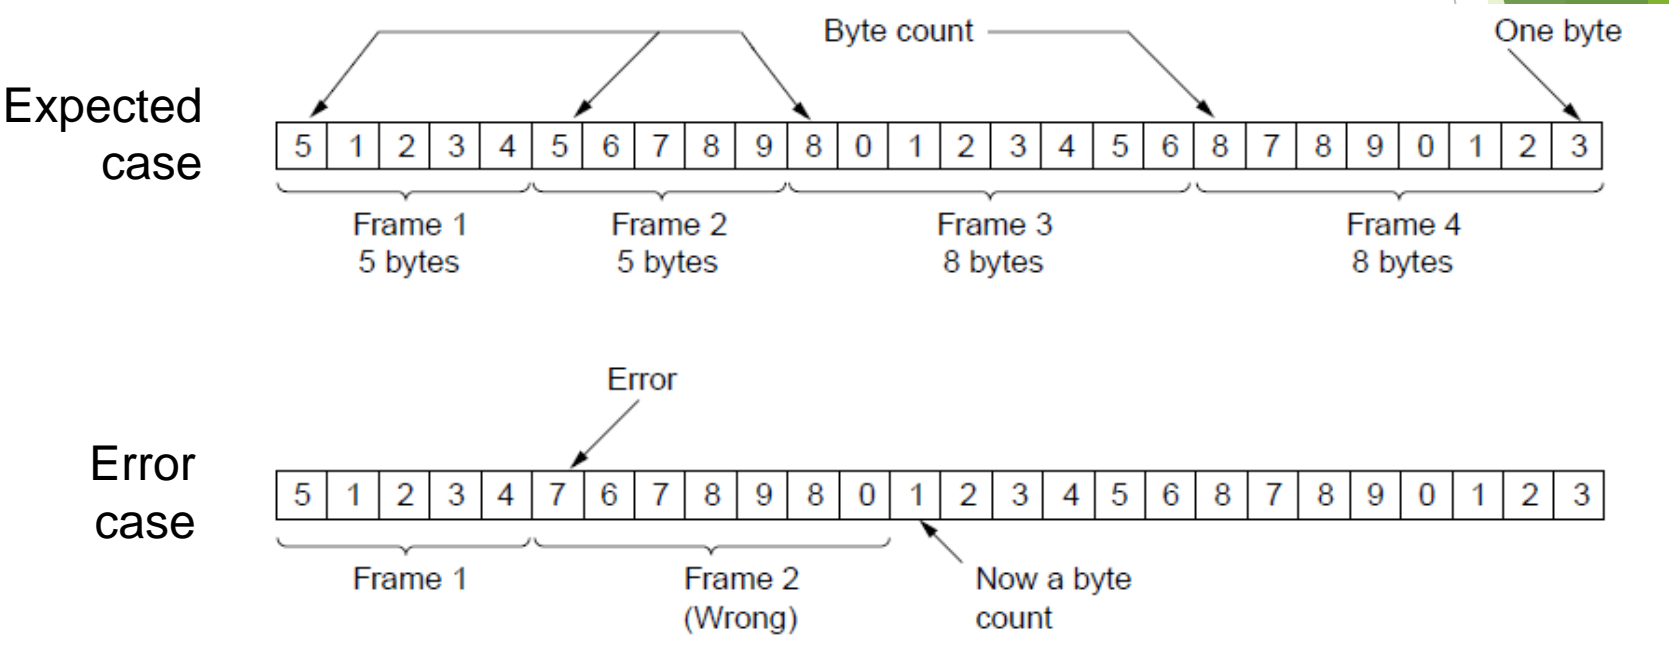 Byte count
One byte
Expected
case
5 1 2 3 4 5 6 7 8 9 8 0 1 2 3 4 5 6 8 7 8 9 0 1 2 3
Frame 1
5 bytes
Frame 2
5 bytes
Frame 3
8 bytes
Frame 4
8 bytes
Error
Error
case
5 1 2 3 4 7 6 7 8 9 8 0 1 2 3 4 5 6 8 7 8 9 0 1 2 3
Frame 1
Frame 2
(Wrong)
Now a byte
count